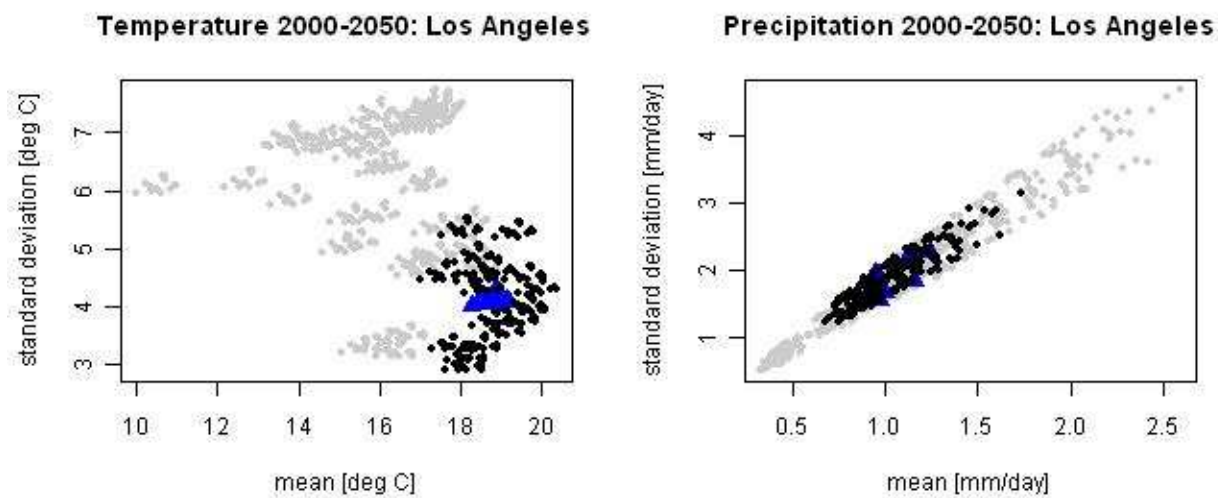 Temperature 2000-2050: Los Angeles
standard deviation [deg C]
7
6
5
4
3
10 12 14 16 18 20
mean [deg C]
Precipitation 2000-2050: Los Angeles
standard deviation [mm/day]
4
3
2
1
0.5 1.0 1.5 2.0 2.5
mean [mm/day]